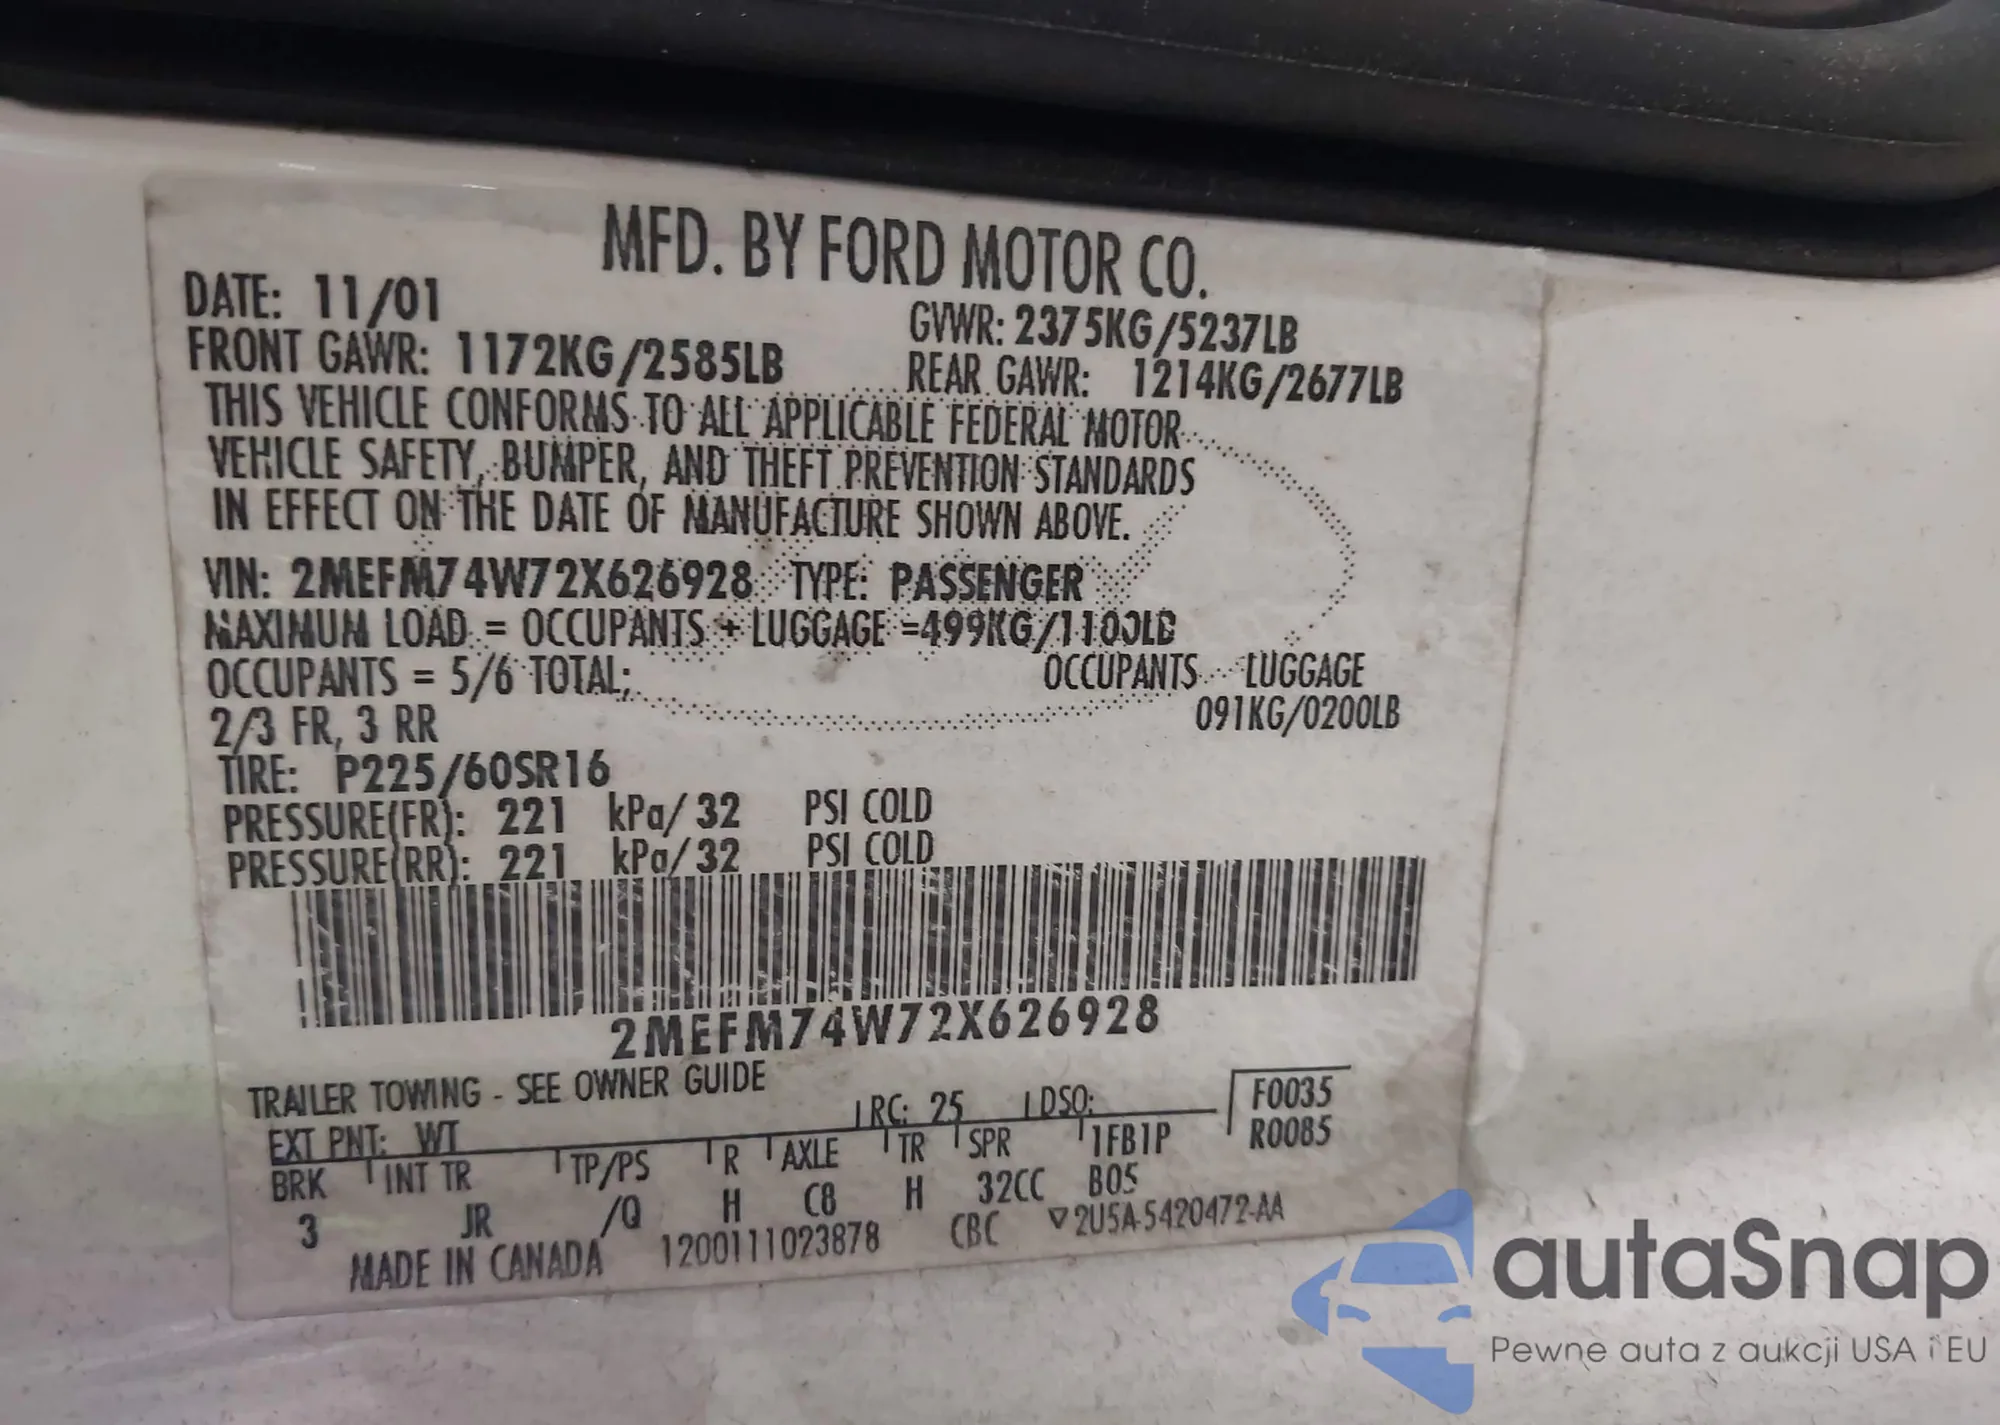 MFD. BY FORD MOTOR CO.
DATE: 11/01
GVWR: 2375KG/5237LB
FRONT GAWR: 1172KG/2585LB
REAR GAWR: 1214KG/2677LB
THIS VEHICLE CONFORMS TO ALL APPLICABLE FEDERAL MOTOR
VEHICLE SAFETY, BUMPER, AND THEFT PREVENTION STANDARDS
IN EFFECT ON THE DATE OF MANUFACTURE SHOWN ABOVE.
VIN: 2MEFM74W72X626928 TYPE: PASSENGER
MAXIMUM LOAD = OCCUPANTS + LUGGAGE =499KG/1100LB
OCCUPANTS = 5/6 TOTAL; OCCUPANTS LUGGAGE
2/3 FR, 3 RR 091KG/0200LB
TIRE: P225/60SR16
PRESSURE(FR): 221 kPa/ 32 PSI COLD
PRESSURE(RR): 221 kPa/ 32 PSI COLD
2MEFM74W72X626928
TRAILER TOWING - SEE OWNER GUIDE
EXT PNT: WT RC: 25 DSO: F0035
BRK INT TR TP/PS R AXLE TR SPR 1FB1P R0085
3 JR /Q H C8 H 32CC B05
MADE IN CANADA 1200111023878 CBC ▽2U5A-5420472-AA
autaSnap
Pewne auta z aukcji USA i EU